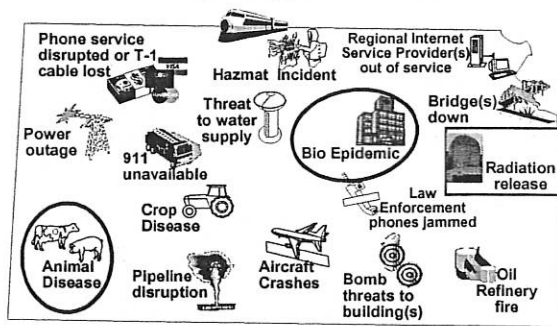 Phone service
disrupted or T-1
cable lost
VISA
Hazmat Incident
Regional Internet
Service Provider(s)
out of service
Bridge(s)
down
Power
outage
911
unavailable
Threat
to water
supply
Bio Epidemic
Radiation
release
Crop
Disease
Law
Enforcement
phones jammed
Animal
Disease
Pipeline
disruption
Aircraft
Crashes
Bomb
threats to
building(s)
Oil
Refinery
fire